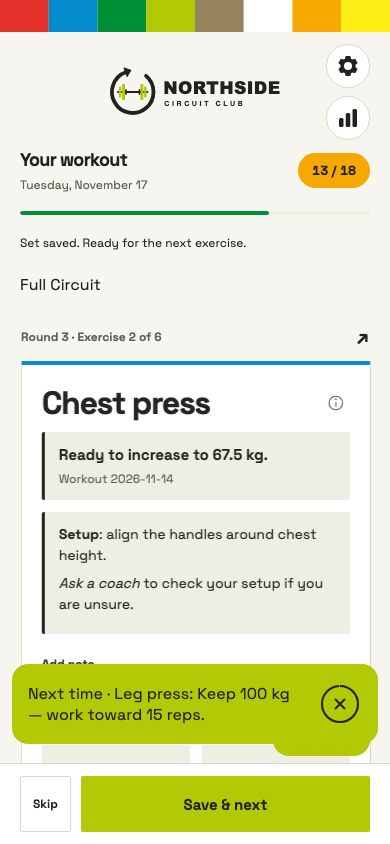 NORTHSIDE
CIRCUIT CLUB
Your workout
Tuesday, November 17
13 / 18
Set saved. Ready for the next exercise.
Full Circuit
Round 3 · Exercise 2 of 6
Chest press
Ready to increase to 67.5 kg.
Workout 2026-11-14
Setup: align the handles around chest
height.
Ask a coach to check your setup if you
are unsure.
Add note
Next time · Leg press: Keep 100 kg
— work toward 15 reps.
Skip
Save & next